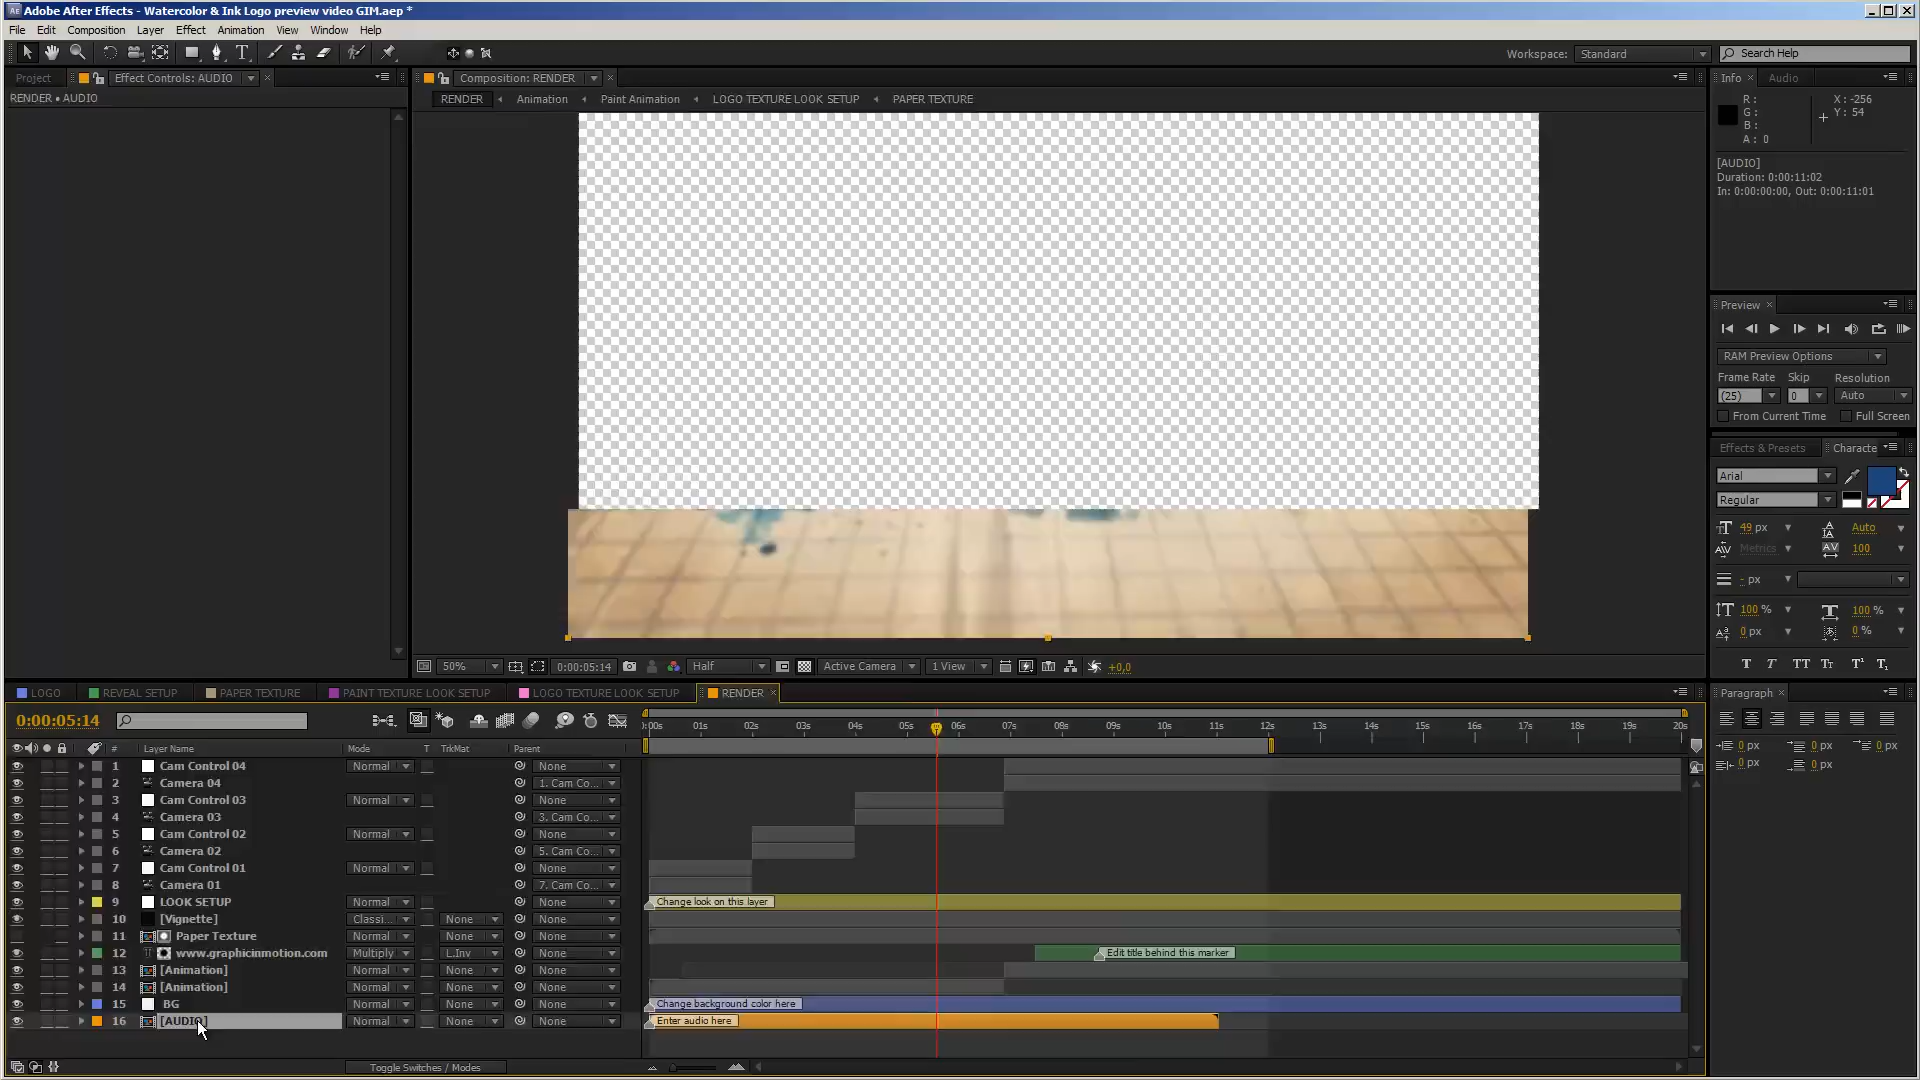 Adobe After Effects - Watercolor & Ink Logo preview video GIM.aep *
File Edit Composition Layer Effect Animation View Window Help
Workspace: Standard Search Help
Project Effect Controls: AUDIO
Composition: RENDER
Info Audio
RENDER • AUDIO
RENDER Animation Paint Animation LOGO TEXTURE LOOK SETUP PAPER TEXTURE
R: X: -256
G: Y: 54
B:
A: 0
[AUDIO]
Duration: 0:00:11:02
In: 0:00:00:00, Out: 0:00:11:01
Preview
RAM Preview Options
Frame Rate Skip Resolution
(25) 0 Auto
From Current Time Full Screen
Effects & Presets Characte
Arial
Regular
49 px Auto
Metrics 100
- px
100 % 100 %
0 px 0 %
T T TT Tt T¹ T₁
50% 0:00:05:14 Half Active Camera 1 View +0,0
LOGO REVEAL SETUP PAPER TEXTURE PAINT TEXTURE LOOK SETUP LOGO TEXTURE LOOK SETUP RENDER
Paragraph
0:00:05:14
:00s 01s 02s 03s 04s 05s 06s 07s 08s 09s 10s 11s 12s 13s 14s 15s 16s 17s 18s 19s 20s
0 px 0 px 0 px
0 px 0 px
# Layer Name Mode T TrkMat Parent
1 Cam Control 04 Normal None
2 Camera 04 1. Cam Co...
3 Cam Control 03 Normal None
4 Camera 03 3. Cam Co...
5 Cam Control 02 Normal None
6 Camera 02 5. Cam Co...
7 Cam Control 01 Normal None
8 Camera 01 7. Cam Co...
9 LOOK SETUP Normal None Change look on this layer
10 [Vignette] Classi... None None
11 Paper Texture Normal None None
12 www.graphicinmotion.com Multiply L.Inv None Edit title behind this marker
13 [Animation] Normal None None
14 [Animation] Normal None None
15 BG Normal None None Change background color here
16 [AUDIO] Normal None None Enter audio here
Toggle Switches / Modes